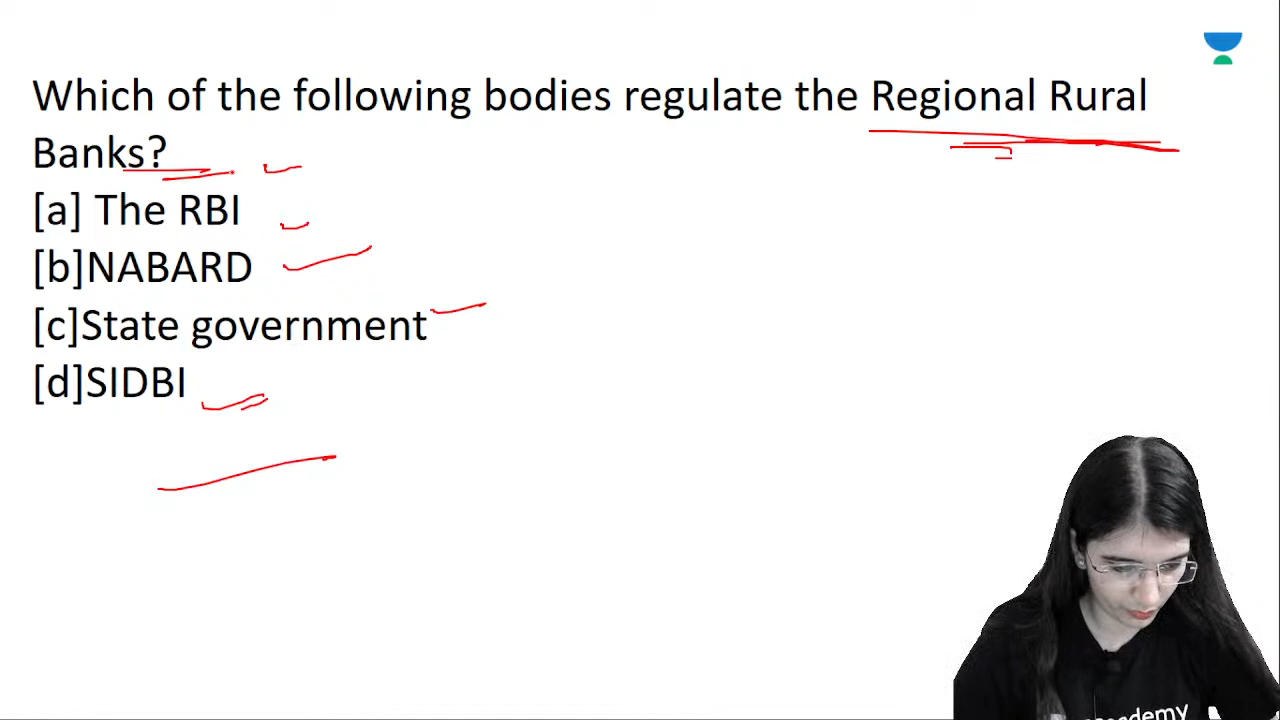 Which of the following bodies regulate the Regional Rural
Banks?
[a] The RBI
[b]NABARD
[c]State government
[d]SIDBI